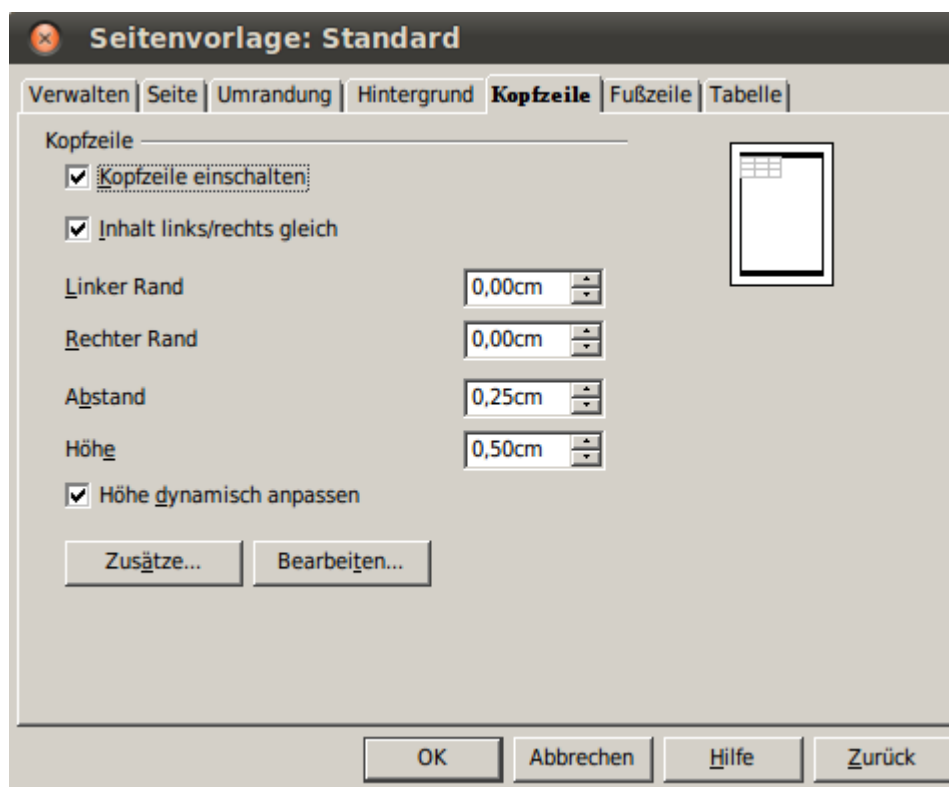 Seitenvorlage: Standard
Verwalten Seite Umrandung Hintergrund Kopfzeile Fußzeile Tabelle
Kopfzeile
Kopfzeile einschalten
Inhalt links/rechts gleich
Linker Rand 0,00cm
Rechter Rand 0,00cm
Abstand 0,25cm
Höhe 0,50cm
Höhe dynamisch anpassen
Zusätze... Bearbeiten...
OK Abbrechen Hilfe Zurück